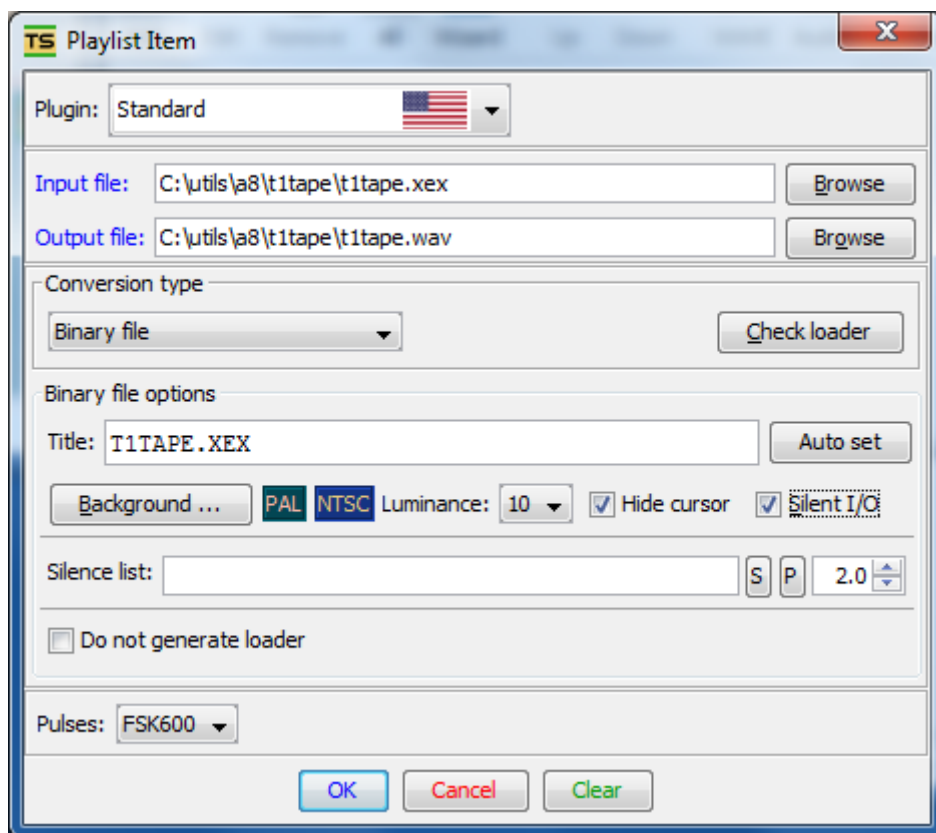 TS Playlist Item
Plugin: Standard
Input file: C:\utils\a8\t1tape\t1tape.xex Browse
Output file: C:\utils\a8\t1tape\t1tape.wav Browse
Conversion type
Binary file Check loader
Binary file options
Title: T1TAPE.XEX Auto set
Background ... PAL NTSC Luminance: 10 Hide cursor Silent I/O
Silence list: S P 2.0
Do not generate loader
Pulses: FSK600
OK Cancel Clear